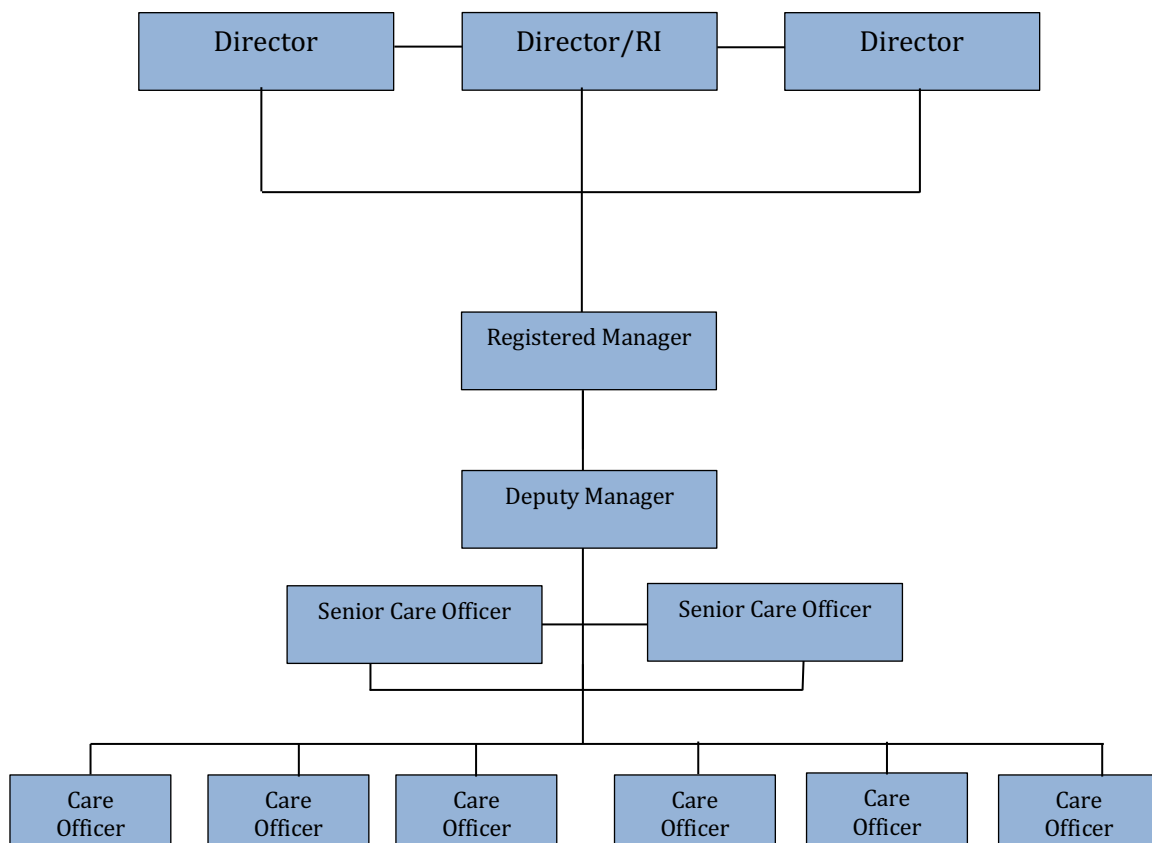 Director
Director/RI
Director
Registered Manager
Deputy Manager
Senior Care Officer
Senior Care Officer
Care
Officer
Care
Officer
Care
Officer
Care
Officer
Care
Officer
Care
Officer